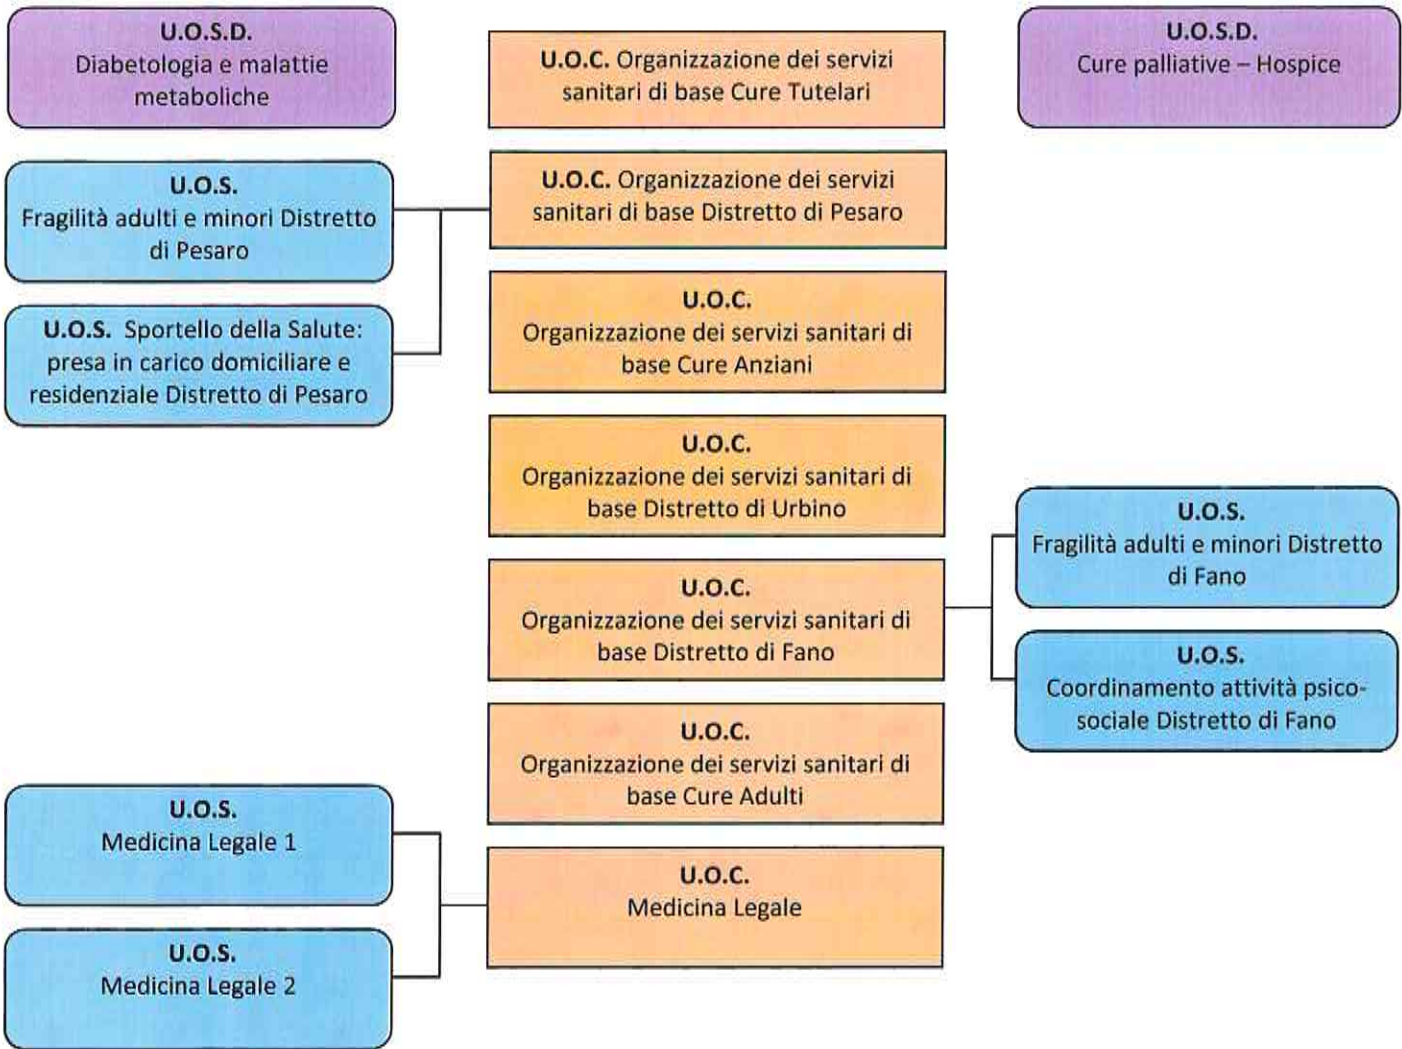 U.O.S.D.
Diabetologia e malattie
metaboliche
U.O.C. Organizzazione dei servizi
sanitari di base Cure Tutelari
U.O.S.D.
Cure palliative – Hospice
U.O.S.
Fragilità adulti e minori Distretto
di Pesaro
U.O.C. Organizzazione dei servizi
sanitari di base Distretto di Pesaro
U.O.S. Sportello della Salute:
presa in carico domiciliare e
residenziale Distretto di Pesaro
U.O.C.
Organizzazione dei servizi sanitari di
base Cure Anziani
U.O.C.
Organizzazione dei servizi sanitari di
base Distretto di Urbino
U.O.C.
Organizzazione dei servizi sanitari di
base Distretto di Fano
U.O.S.
Fragilità adulti e minori Distretto
di Fano
U.O.S.
Coordinamento attività psico-
sociale Distretto di Fano
U.O.C.
Organizzazione dei servizi sanitari di
base Cure Adulti
U.O.S.
Medicina Legale 1
U.O.C.
Medicina Legale
U.O.S.
Medicina Legale 2